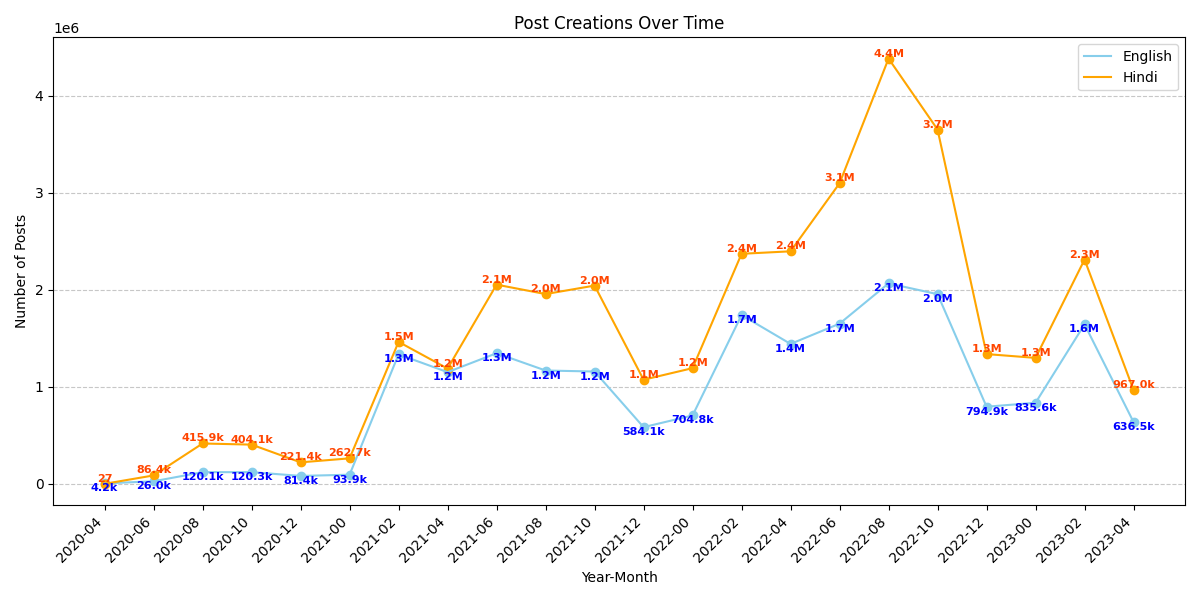 Post Creations Over Time
1e6
English
Hindi
4
3
2
1
0
Number of Posts
27
86.4k
415.9k
404.1k
221.4k
262.7k
1.5M
1.2M
2.1M
2.0M
2.0M
1.1M
1.2M
2.4M
2.4M
3.1M
4.4M
3.7M
1.3M
1.3M
2.3M
967.0k
4.2k
26.0k
120.1k
120.3k
81.4k
93.9k
1.3M
1.2M
1.3M
1.2M
1.2M
584.1k
704.8k
1.7M
1.4M
1.7M
2.1M
2.0M
794.9k
835.6k
1.6M
636.5k
2020-04
2020-06
2020-08
2020-10
2020-12
2021-00
2021-02
2021-04
2021-06
2021-08
2021-10
2021-12
2022-00
2022-02
2022-04
2022-06
2022-08
2022-10
2022-12
2023-00
2023-02
2023-04
Year-Month